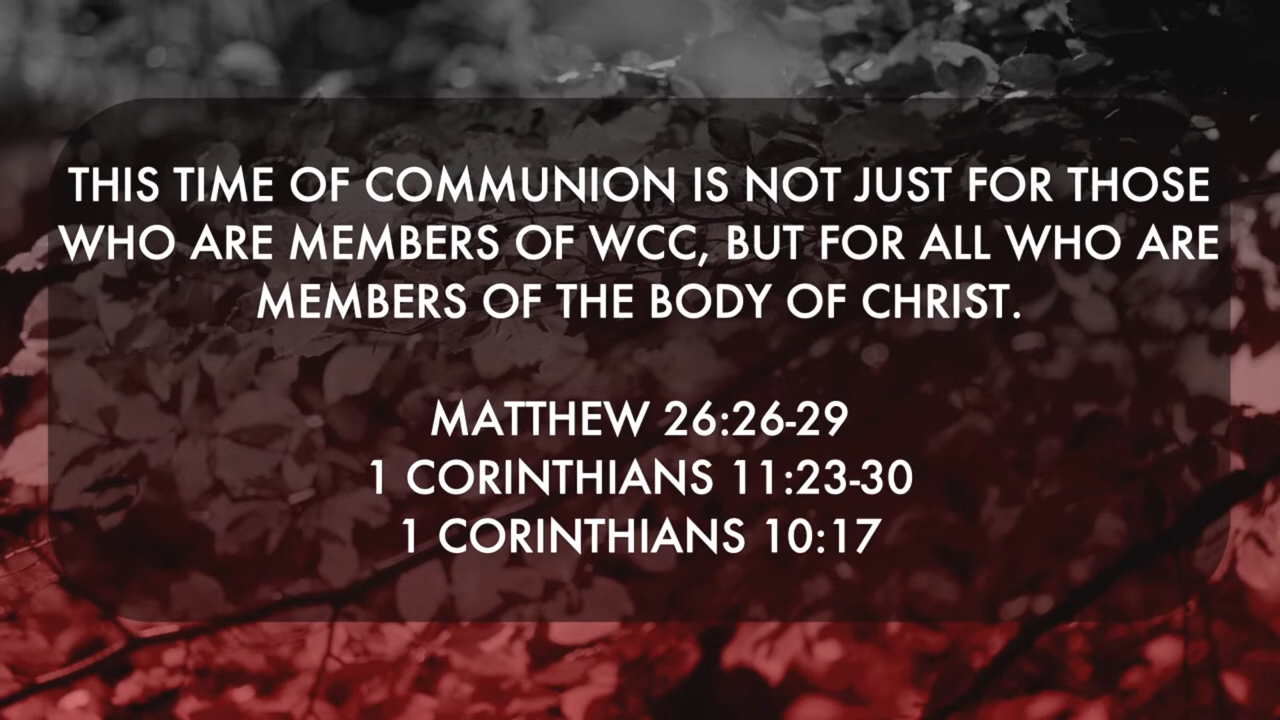 THIS TIME OF COMMUNION IS NOT JUST FOR THOSE
WHO ARE MEMBERS OF WCC, BUT FOR ALL WHO ARE
MEMBERS OF THE BODY OF CHRIST.
MATTHEW 26:26-29
1 CORINTHIANS 11:23-30
1 CORINTHIANS 10:17